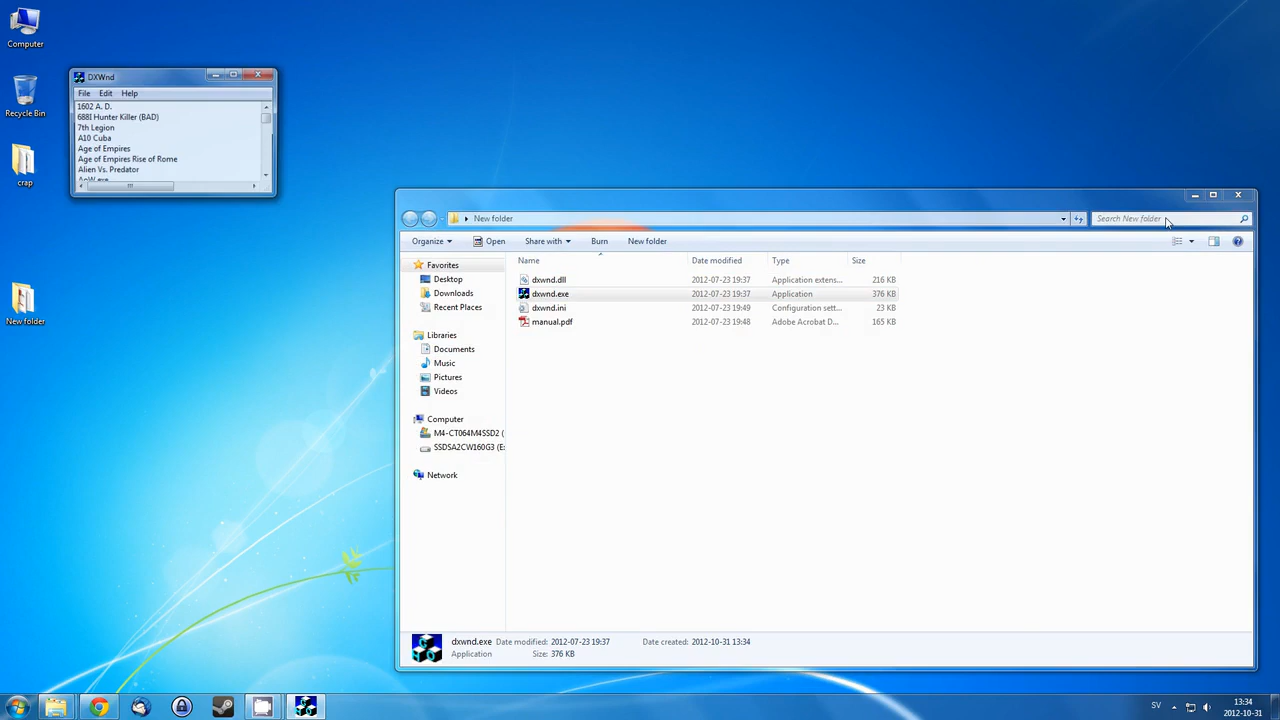 Computer
Recycle Bin
crap
New folder
DXWnd
File Edit Help
1602 A. D.
688I Hunter Killer (BAD)
7th Legion
A10 Cuba
Age of Empires
Age of Empires Rise of Rome
Alien Vs. Predator
New folder
Search New folder
Organize Open Share with Burn New folder
Name Date modified Type Size
dxwnd.dll 2012-07-23 19:37 Application extens... 216 KB
dxwnd.exe 2012-07-23 19:37 Application 376 KB
dxwnd.ini 2012-07-23 19:49 Configuration sett... 23 KB
manual.pdf 2012-07-23 19:48 Adobe Acrobat D... 165 KB
Favorites
Desktop
Downloads
Recent Places
Libraries
Documents
Music
Pictures
Videos
Computer
M4-CT064M4SSD2 (
SSDSA2CW160G3 (E:
Network
dxwnd.exe Date modified: 2012-07-23 19:37 Date created: 2012-10-31 13:34
Application Size: 376 KB
SV
13:34
2012-10-31